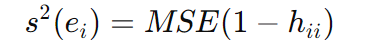 s²(eᵢ) = MSE(1 − hᵢᵢ)